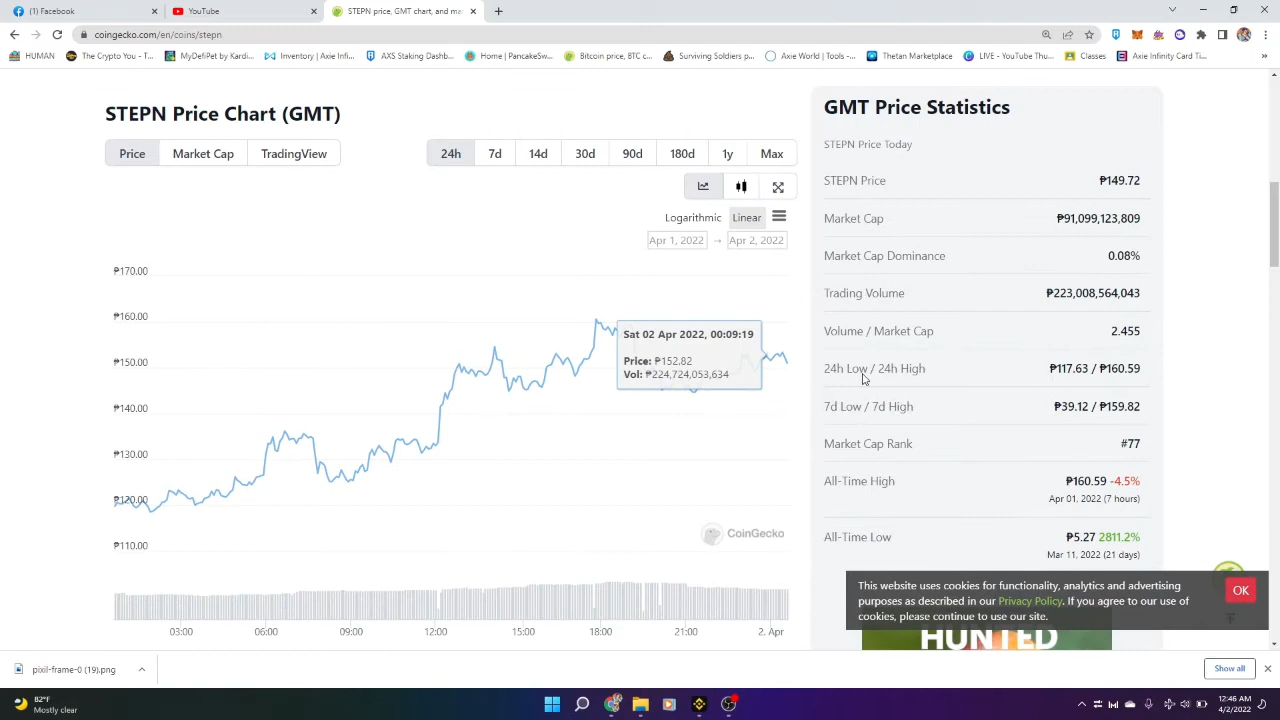 (1) Facebook
YouTube
STEPN price, GMT chart, and ma
coingecko.com/en/coins/stepn
HUMAN
The Crypto You - T...
MyDefiPet by Kardi...
Inventory | Axie Infi...
AXS Staking Dashb...
Home | PancakeSw...
Bitcoin price, BTC c...
Surviving Soldiers p...
Axie World | Tools -...
Thetan Marketplace
LIVE - YouTube Thu...
Classes
Axie Infinity Card Ti...
STEPN Price Chart (GMT)
Price
Market Cap
TradingView
24h
7d
14d
30d
90d
180d
1y
Max
Logarithmic
Linear
Apr 1, 2022 → Apr 2, 2022
₱170.00
₱160.00
₱150.00
₱140.00
₱130.00
₱120.00
₱110.00
Sat 02 Apr 2022, 00:09:19
Price: ₱152.82
Vol: ₱224,724,053,634
CoinGecko
03:00
06:00
09:00
12:00
15:00
18:00
21:00
2. Apr
GMT Price Statistics
STEPN Price Today
STEPN Price ₱149.72
Market Cap ₱91,099,123,809
Market Cap Dominance 0.08%
Trading Volume ₱223,008,564,043
Volume / Market Cap 2.455
24h Low / 24h High ₱117.63 / ₱160.59
7d Low / 7d High ₱39.12 / ₱159.82
Market Cap Rank #77
All-Time High ₱160.59 -4.5%
Apr 01, 2022 (7 hours)
All-Time Low ₱5.27 2811.2%
Mar 11, 2022 (21 days)
This website uses cookies for functionality, analytics and advertising
purposes as described in our Privacy Policy. If you agree to our use of
cookies, please continue to use our site.
OK
HUNTED
pixil-frame-0 (19).png
Show all
82°F
Mostly clear
12:46 AM
4/2/2022